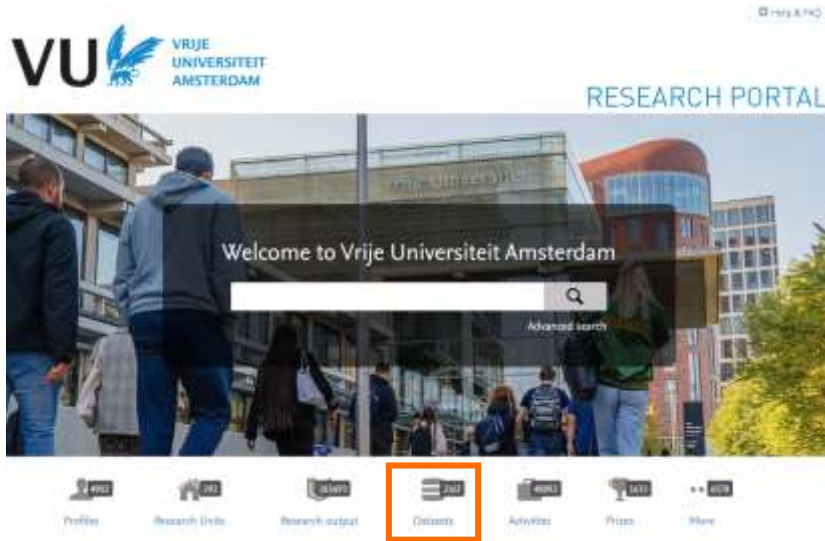 Help & FAQ
VU
VRIJE
UNIVERSITEIT
AMSTERDAM
RESEARCH PORTAL
Welcome to Vrije Universiteit Amsterdam
Advanced search
Profiles
Research Units
Research output
Datasets
Activities
Prizes
More